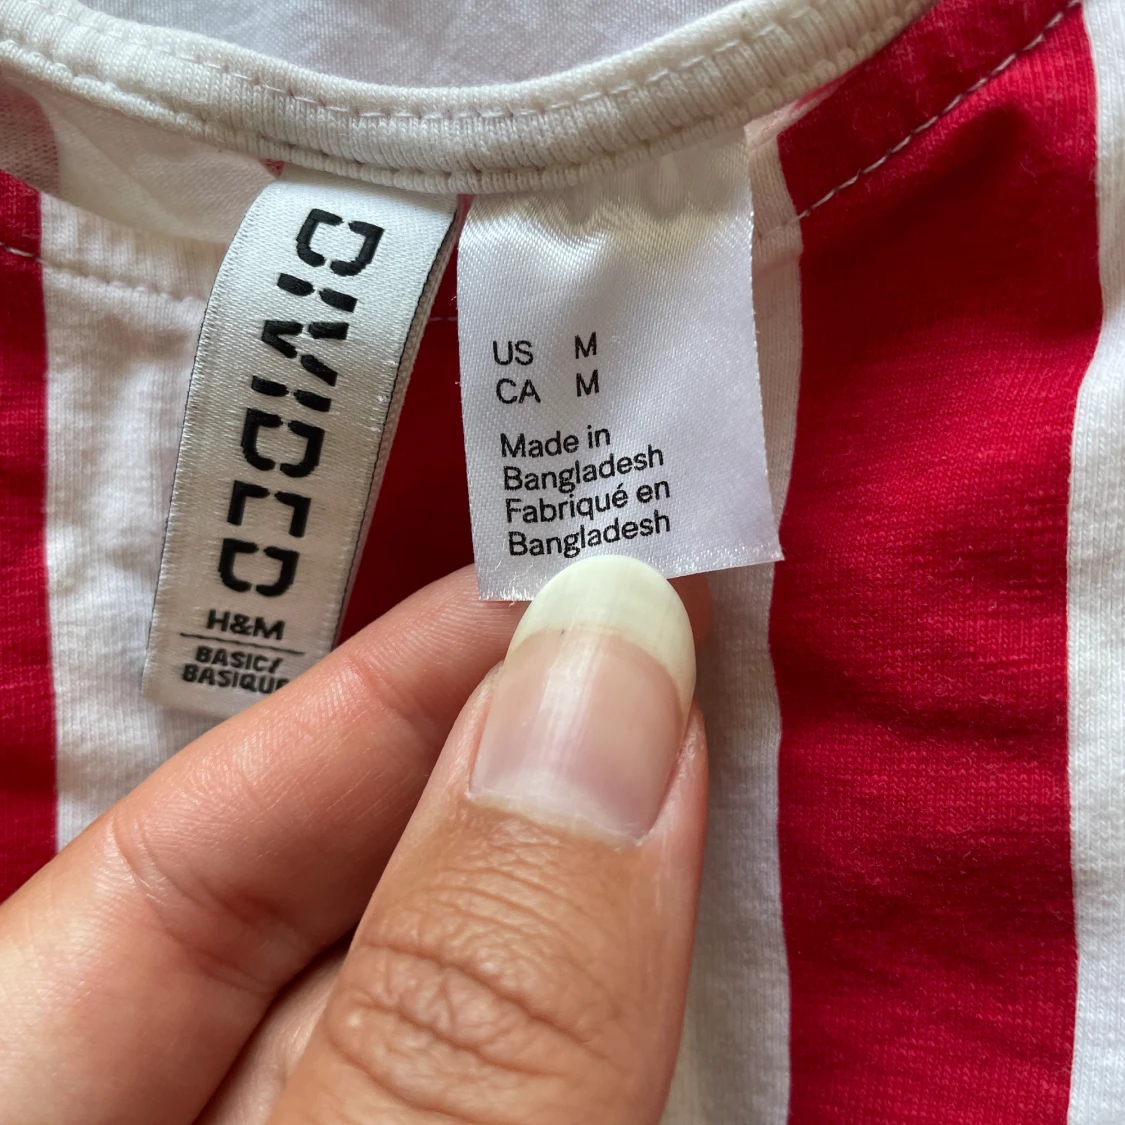 DIVIDED
H&M
BASIC/
BASIQUE
US M
CA M
Made in
Bangladesh
Fabriqué en
Bangladesh